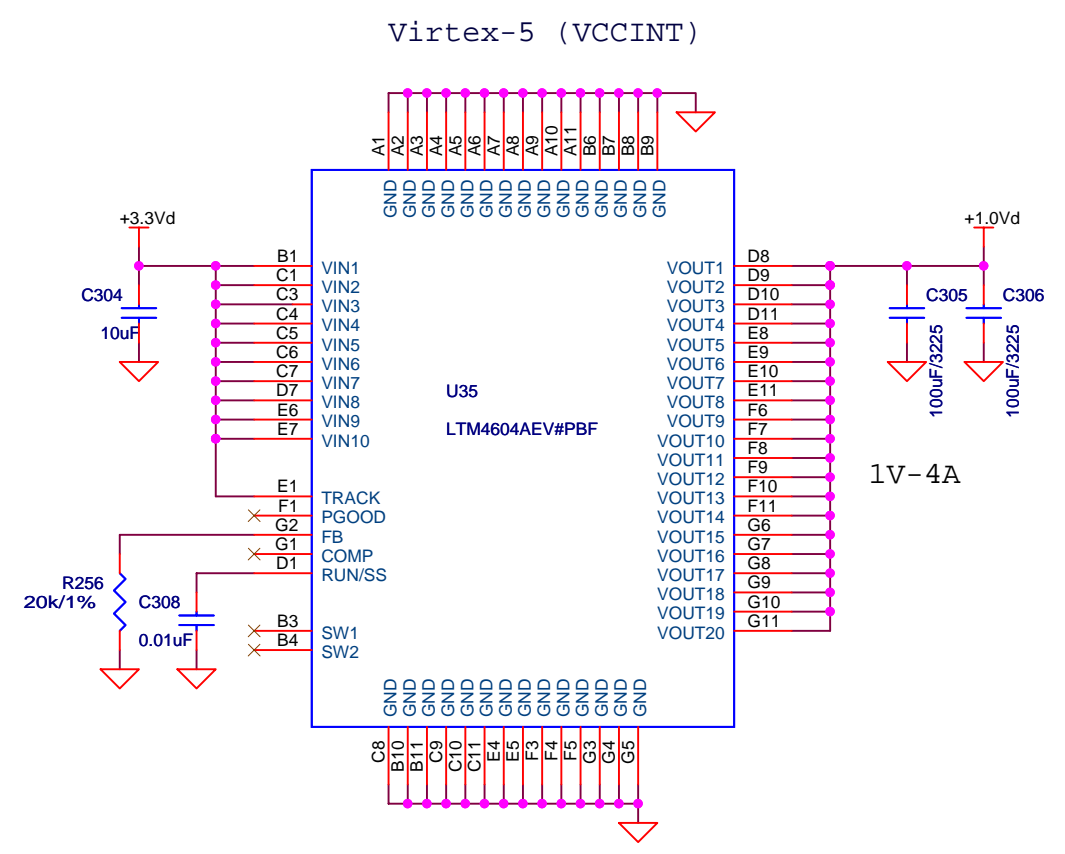 Virtex-5 (VCCINT)
A1 A2 A3 A4 A5 A6 A7 A8 A9 A10 A11 B6 B7 B8 B9
GND GND GND GND GND GND GND GND GND GND GND GND GND GND GND
+3.3Vd
+1.0Vd
B1 VIN1 VOUT1 D8
C1 VIN2 VOUT2 D9
C3 VIN3 VOUT3 D10
C4 VIN4 VOUT4 D11
C5 VIN5 VOUT5 E8
C6 VIN6 VOUT6 E9
C7 VIN7 VOUT7 E10
D7 VIN8 VOUT8 E11
E6 VIN9 VOUT9 F6
E7 VIN10 VOUT10 F7
VOUT11 F8
VOUT12 F9
E1 TRACK VOUT13 F10
F1 PGOOD VOUT14 F11
G2 FB VOUT15 G6
G1 COMP VOUT16 G7
D1 RUN/SS VOUT17 G8
VOUT18 G9
VOUT19 G10
B3 SW1 VOUT20 G11
B4 SW2
C304
10uF
C305
100uF/3225
C306
100uF/3225
U35
LTM4604AEV#PBF
1V-4A
R256
20k/1%
C308
0.01uF
GND GND GND GND GND GND GND GND GND GND GND GND GND GND
C8 B10 B11 C9 C10 C11 E4 E5 F3 F4 F5 G3 G4 G5